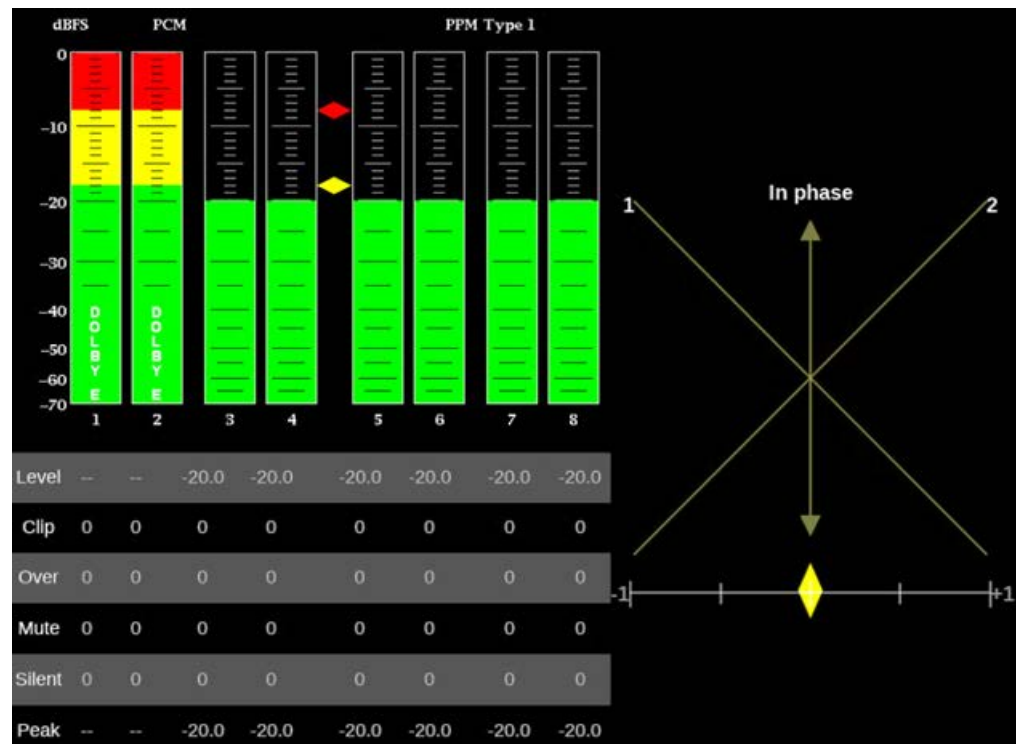 dBFS PCM PPM Type 1
0
-10
-20
-30
-40
-50
-60
-70
DOLBY E
DOLBY E
1 2 3 4 5 6 7 8
Level -- -- -20.0 -20.0 -20.0 -20.0 -20.0 -20.0
Clip 0 0 0 0 0 0 0 0
Over 0 0 0 0 0 0 0 0
Mute 0 0 0 0 0 0 0 0
Silent 0 0 0 0 0 0 0 0
Peak -- -- -20.0 -20.0 -20.0 -20.0 -20.0 -20.0
In phase
1 2
-1 +1